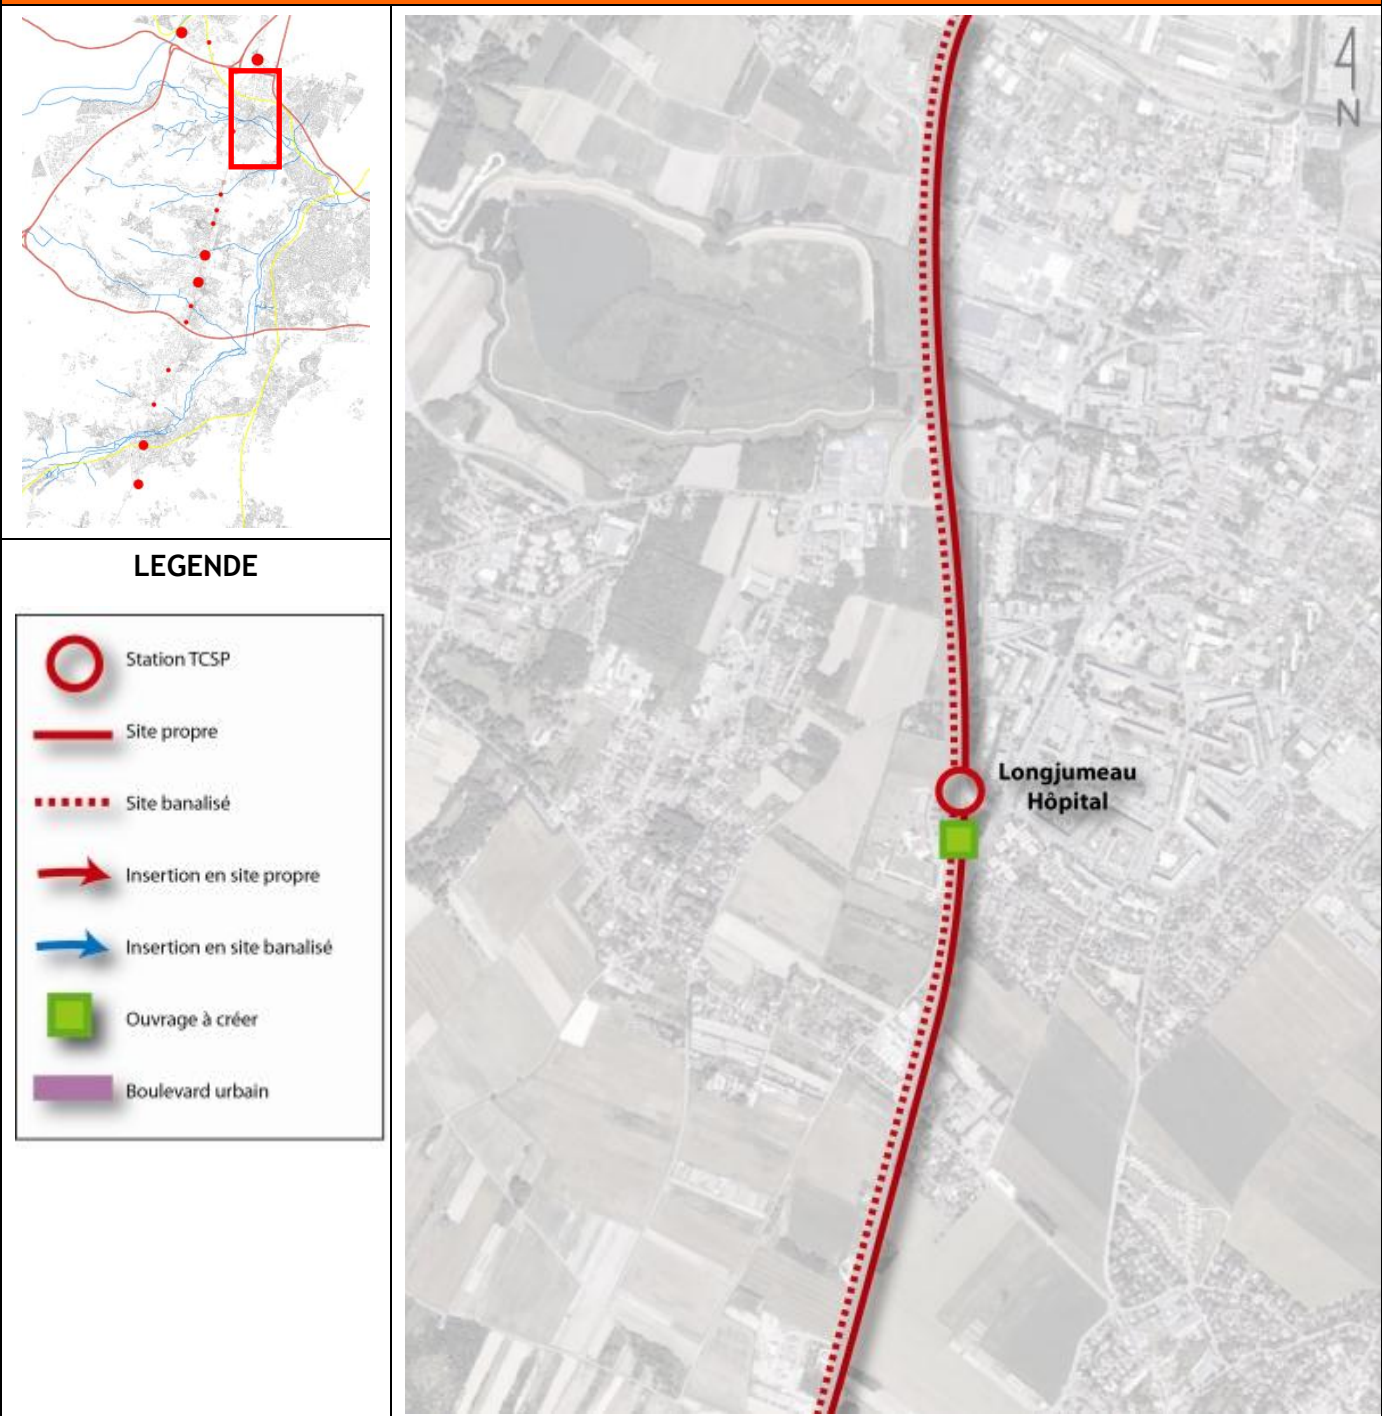 LEGENDE
Station TCSP
Site propre
Site banalisé
Insertion en site propre
Insertion en site banalisé
Ouvrage à créer
Boulevard urbain
N
Longjumeau
Hôpital